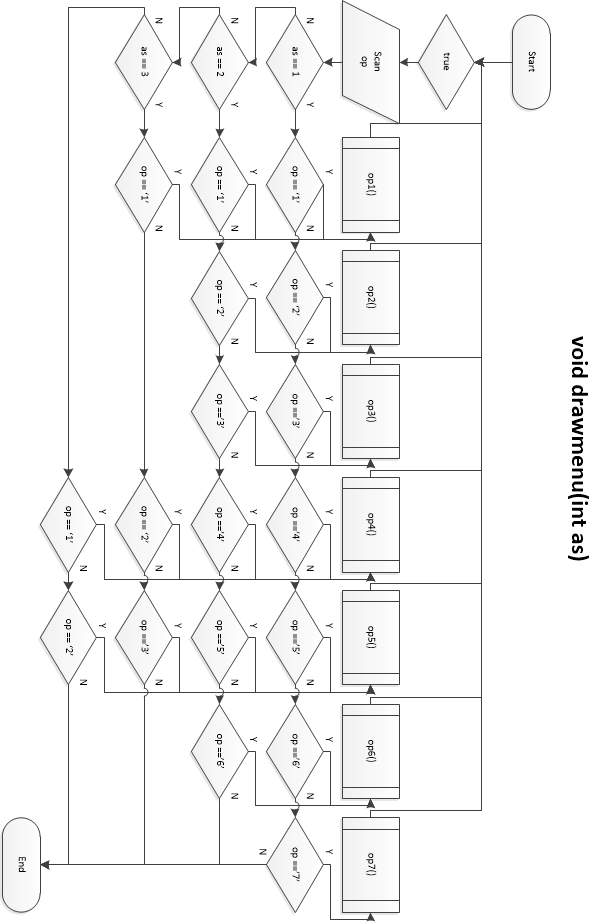 void drawmenu(int as)
Start
true
Scan
op
op1()
op2()
op3()
op4()
op5()
op6()
op7()
Y
Y
Y
Y
Y
Y
Y
N
Y
N
N
N
N
N
N
as == 1
op == '1'
op == '2'
op =='3'
op =='4'
op =='5'
op =='6'
op =='7'
N
Y
Y
Y
Y
Y
Y
N
Y
N
N
N
N
N
N
as == 2
op == '1'
op == '2'
op =='3'
op =='4'
op =='5'
op =='6'
Y
Y
Y
N
Y
N
N
N
as == 3
op == '1'
op == '2'
op =='3'
Y
Y
N
N
op == '1'
op == '2'
End